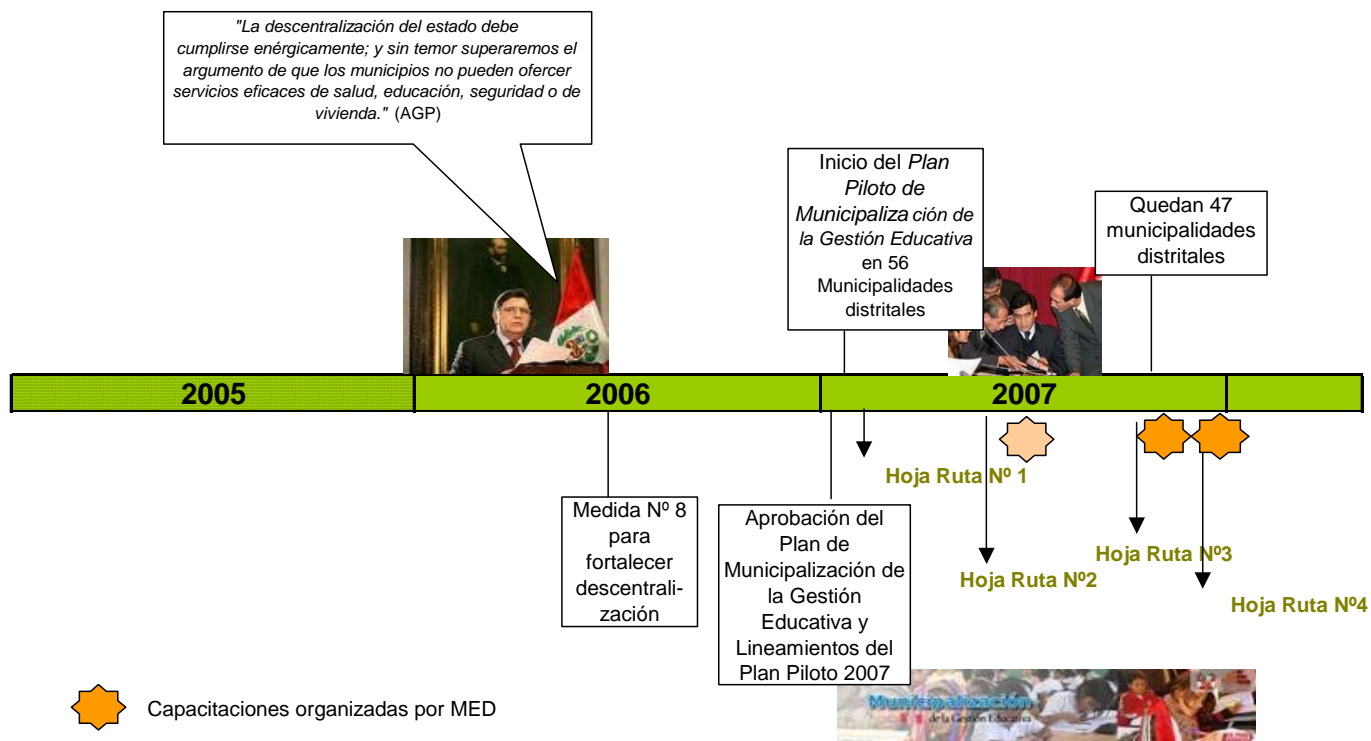 "La descentralización del estado debe
cumplirse enérgicamente; y sin temor superaremos el
argumento de que los municipios no pueden ofercer
servicios eficaces de salud, educación, seguridad o de
vivienda." (AGP)
Inicio del Plan
Piloto de
Municipaliza ción de
la Gestión Educativa
en 56
Municipalidades
distritales
Quedan 47
municipalidades
distritales
2005
2006
2007
Hoja Ruta Nº 1
Hoja Ruta Nº2
Hoja Ruta Nº3
Hoja Ruta Nº4
Medida Nº 8
para
fortalecer
descentrali-
zación
Aprobación del
Plan de
Municipalización de
la Gestión
Educativa y
Lineamientos del
Plan Piloto 2007
Capacitaciones organizadas por MED
Municipalización
de la Gestión Educativa